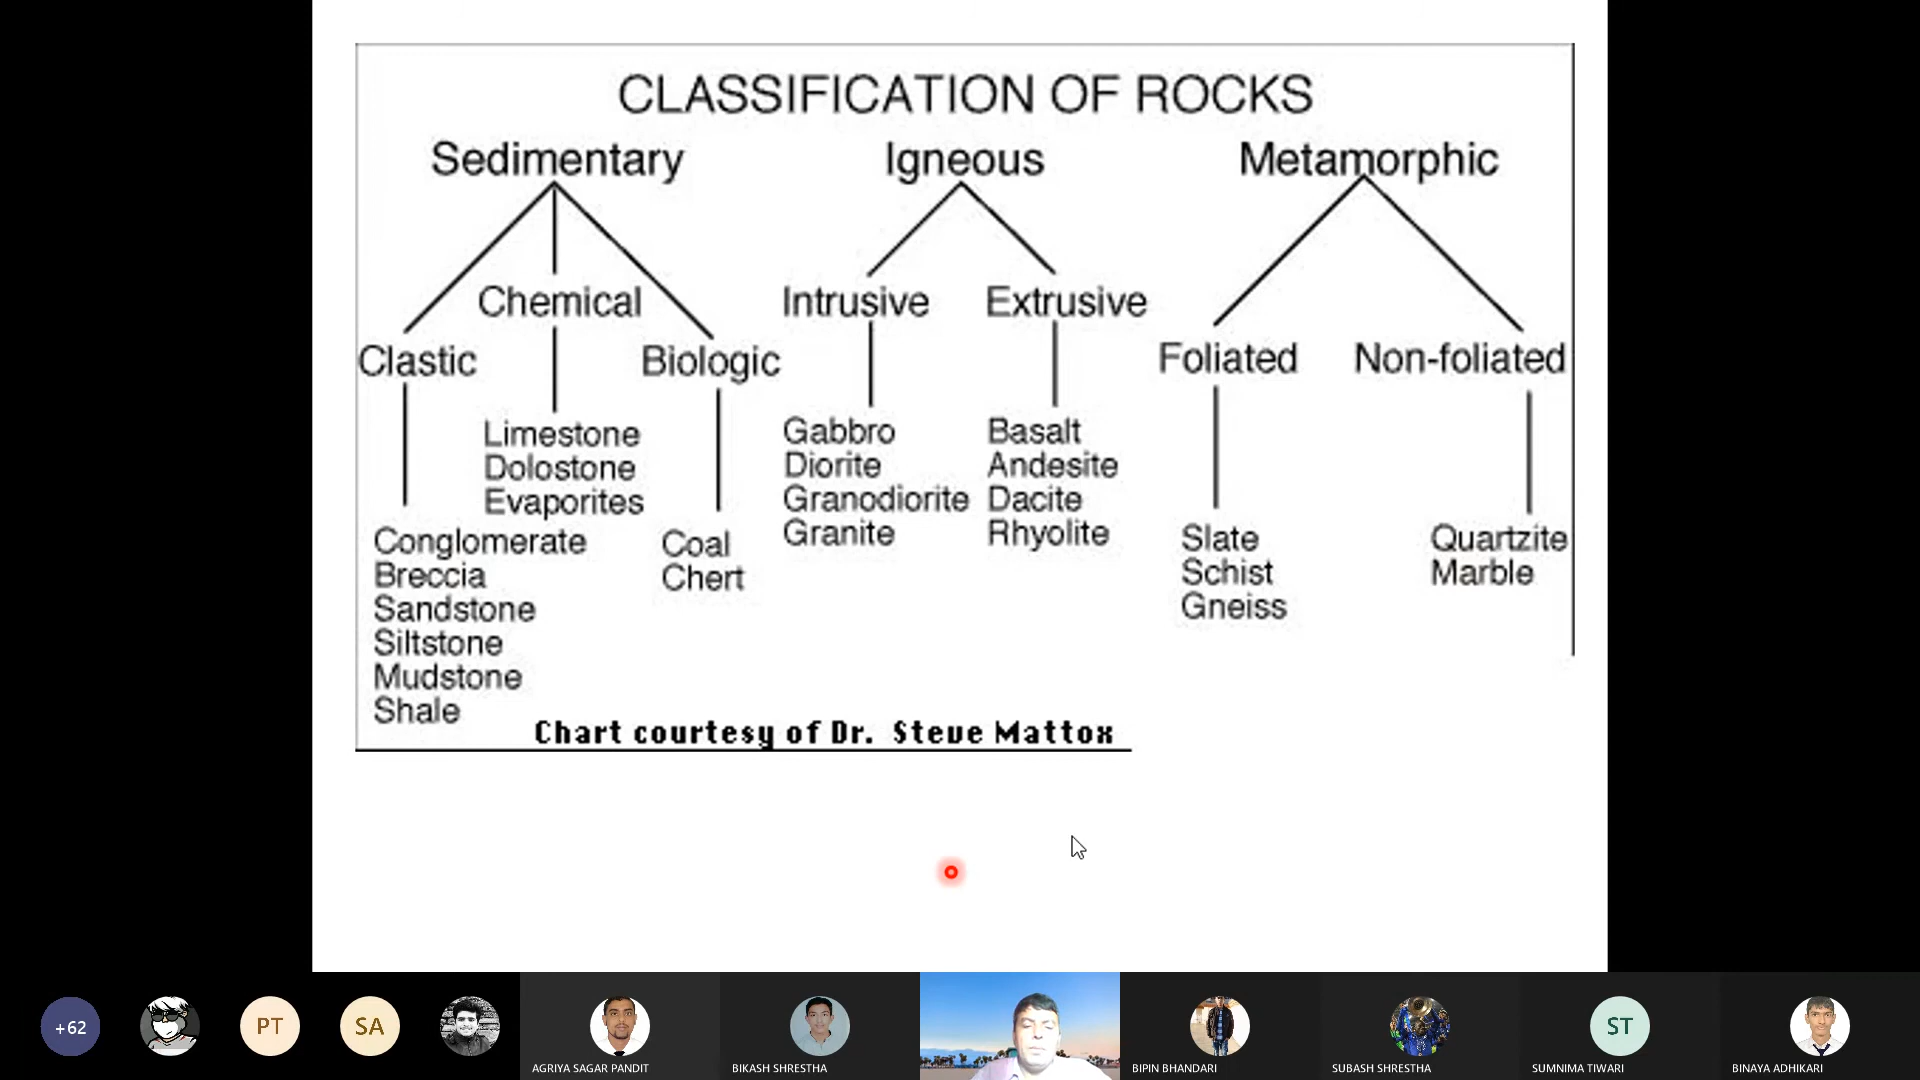 CLASSIFICATION OF ROCKS
Sedimentary
Igneous
Metamorphic
Chemical
Intrusive
Extrusive
Clastic
Biologic
Foliated
Non-foliated
Limestone
Dolostone
Evaporites
Gabbro
Diorite
Granodiorite
Granite
Basalt
Andesite
Dacite
Rhyolite
Conglomerate
Breccia
Sandstone
Siltstone
Mudstone
Shale
Coal
Chert
Slate
Schist
Gneiss
Quartzite
Marble
Chart courtesy of Dr. Steve Mattox
+62
PT
SA
AGRIYA SAGAR PANDIT
BIKASH SHRESTHA
BIPIN BHANDARI
SUBASH SHRESTHA
ST
SUMNIMA TIWARI
BINAYA ADHIKARI